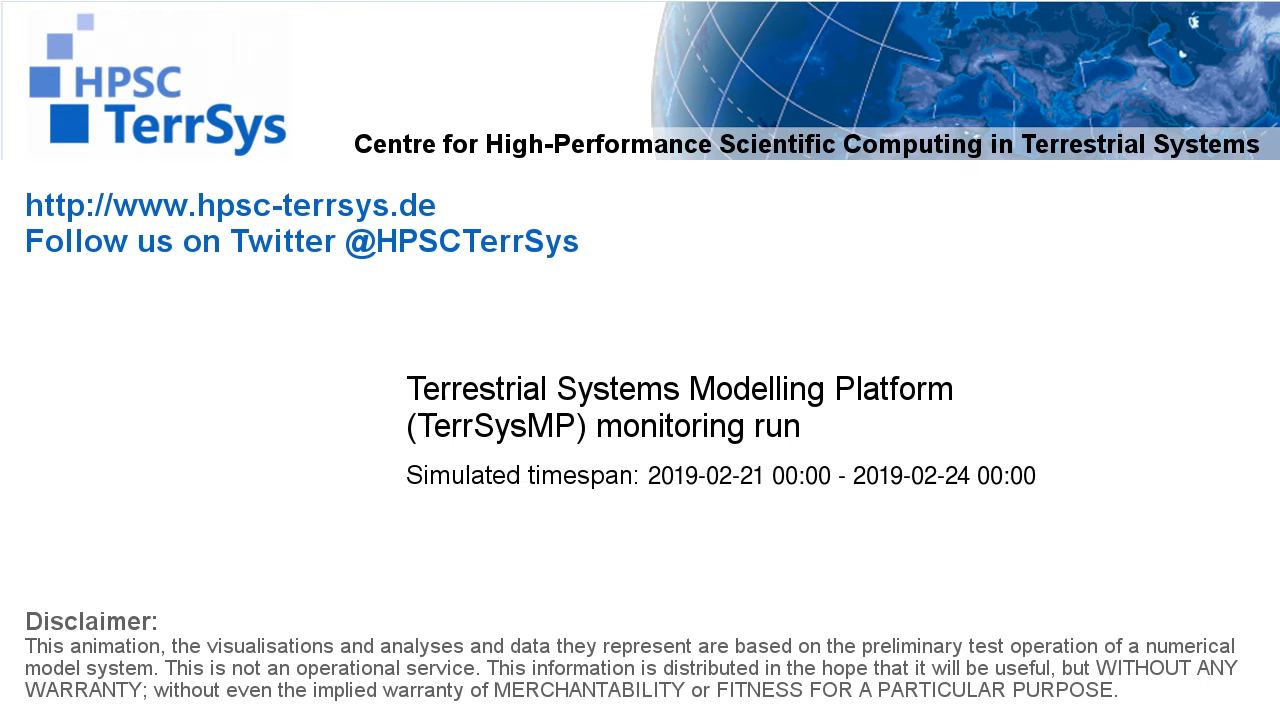 HPSC
TerrSys
Centre for High-Performance Scientific Computing in Terrestrial Systems
http://www.hpsc-terrsys.de
Follow us on Twitter @HPSCTerrSys
Terrestrial Systems Modelling Platform
(TerrSysMP) monitoring run
Simulated timespan: 2019-02-21 00:00 - 2019-02-24 00:00
Disclaimer:
This animation, the visualisations and analyses and data they represent are based on the preliminary test operation of a numerical
model system. This is not an operational service. This information is distributed in the hope that it will be useful, but WITHOUT ANY
WARRANTY; without even the implied warranty of MERCHANTABILITY or FITNESS FOR A PARTICULAR PURPOSE.